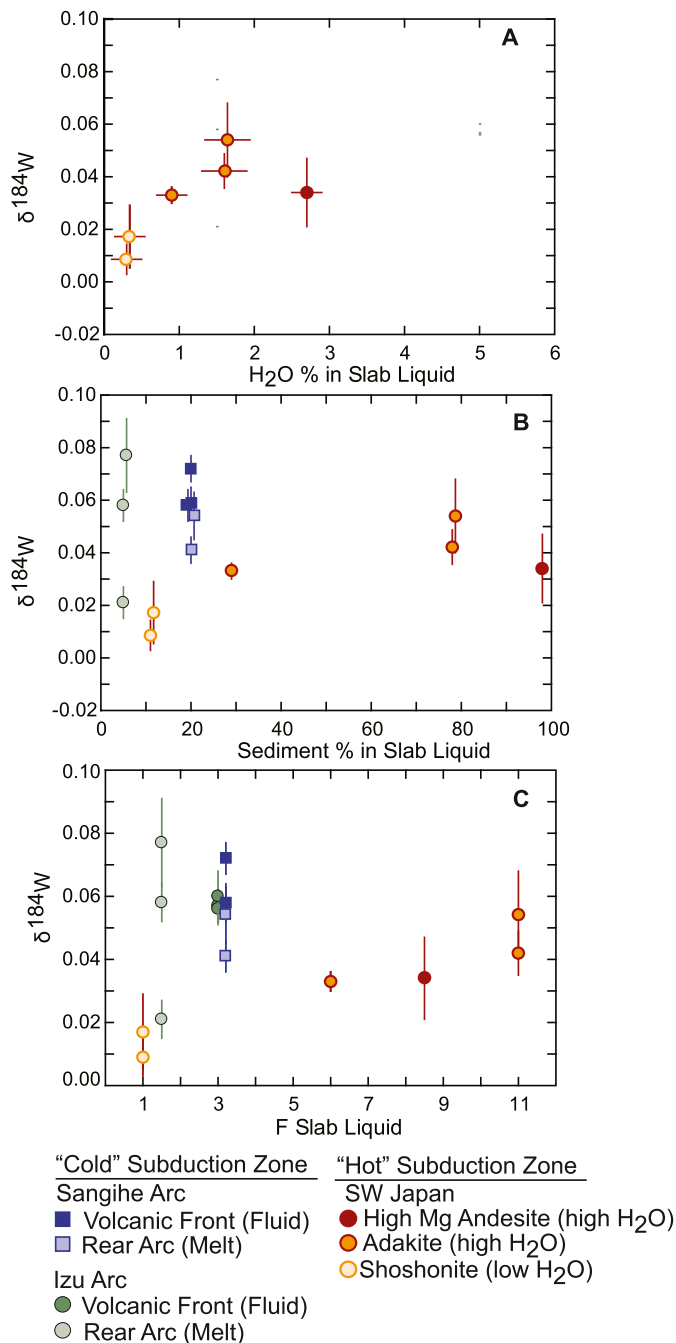 0.10
A
0.08
0.06
0.04
0.02
0.00
-0.02
δ184W
0 1 2 3 4 5 6
H2O % in Slab Liquid
0.10
B
0.08
0.06
0.04
0.02
0.00
-0.02
δ184W
0 20 40 60 80 100
Sediment % in Slab Liquid
0.10
C
0.08
0.06
0.04
0.02
0.00
δ184W
1 3 5 7 9 11
F Slab Liquid
“Cold” Subduction Zone
Sangihe Arc
Volcanic Front (Fluid)
Rear Arc (Melt)
Izu Arc
Volcanic Front (Fluid)
Rear Arc (Melt)
“Hot” Subduction Zone
SW Japan
High Mg Andesite (high H2O)
Adakite (high H2O)
Shoshonite (low H2O)